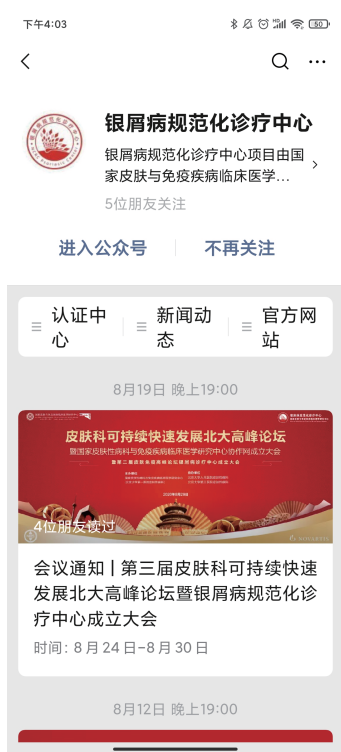 下午4:03
50
银屑病规范化诊疗中心
银屑病规范化诊疗中心项目由国
家皮肤与免疫疾病临床医学...
5位朋友关注
进入公众号
不再关注
认证中
心
新闻动
态
官方网
站
8月19日 晚上19:00
皮肤科可持续快速发展北大高峰论坛
暨国家皮肤性病科与免疫疾病临床医学研究中心协作网成立大会
4位朋友读过
会议通知 | 第三届皮肤科可持续快速
发展北大高峰论坛暨银屑病规范化诊
疗中心成立大会
时间：8月24日-8月30日
8月12日 晚上19:00